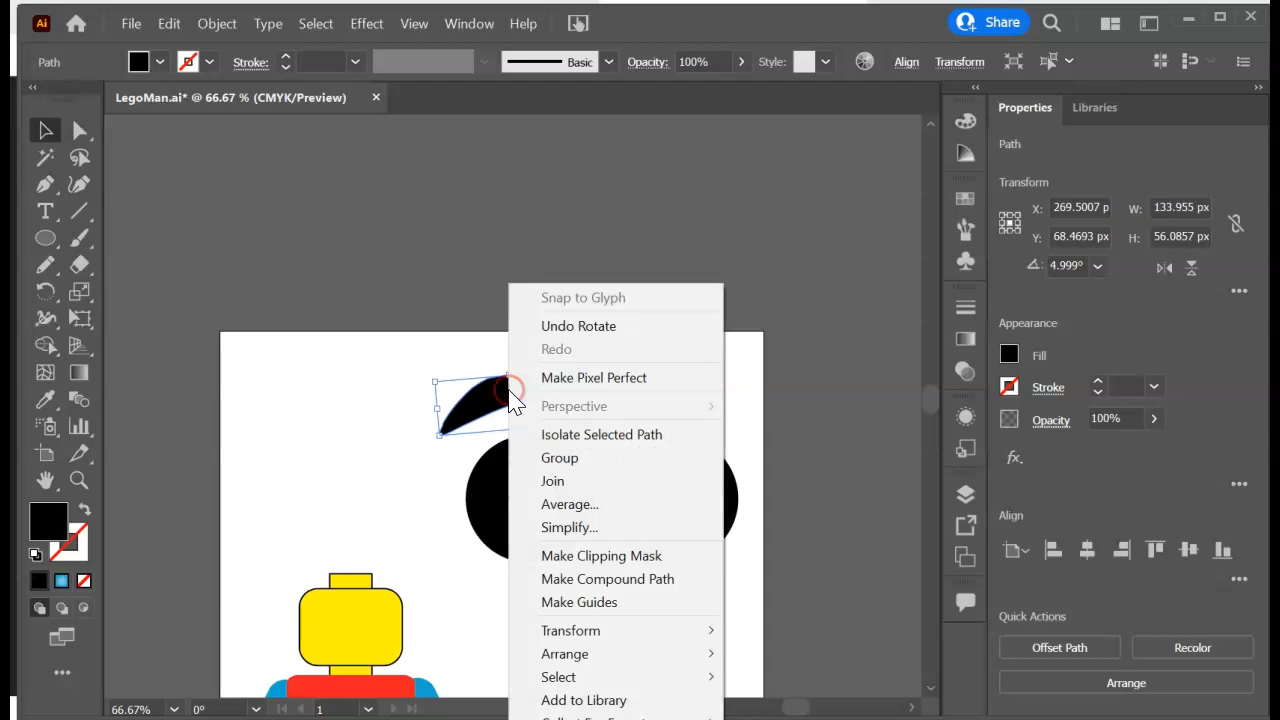 Ai File Edit Object Type Select Effect View Window Help Share
Path Stroke: Basic Opacity: 100% Style: Align Transform
LegoMan.ai* @ 66.67 % (CMYK/Preview)
Properties Libraries
Path
Transform
X: 269.5007 p W: 133.955 px
Y: 68.4693 px H: 56.0857 px
4.999°
Appearance
Fill
Stroke
Opacity 100%
fx.
Align
Quick Actions
Offset Path Recolor
Arrange
Snap to Glyph
Undo Rotate
Redo
Make Pixel Perfect
Perspective
Isolate Selected Path
Group
Join
Average...
Simplify...
Make Clipping Mask
Make Compound Path
Make Guides
Transform
Arrange
Select
Add to Library
66.67% 0° 1